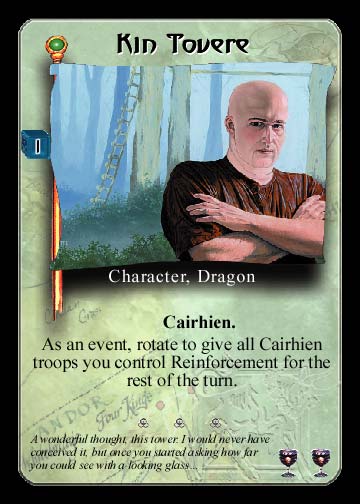 Kin Tovere
1
Character, Dragon
Cairhien.
As an event, rotate to give all Cairhien
troops you control Reinforcement for the
rest of the turn.
Four Kings
A wonderful thought, this tower. I would never have
conceived it, but once you started asking how far
you could see with a looking glass...